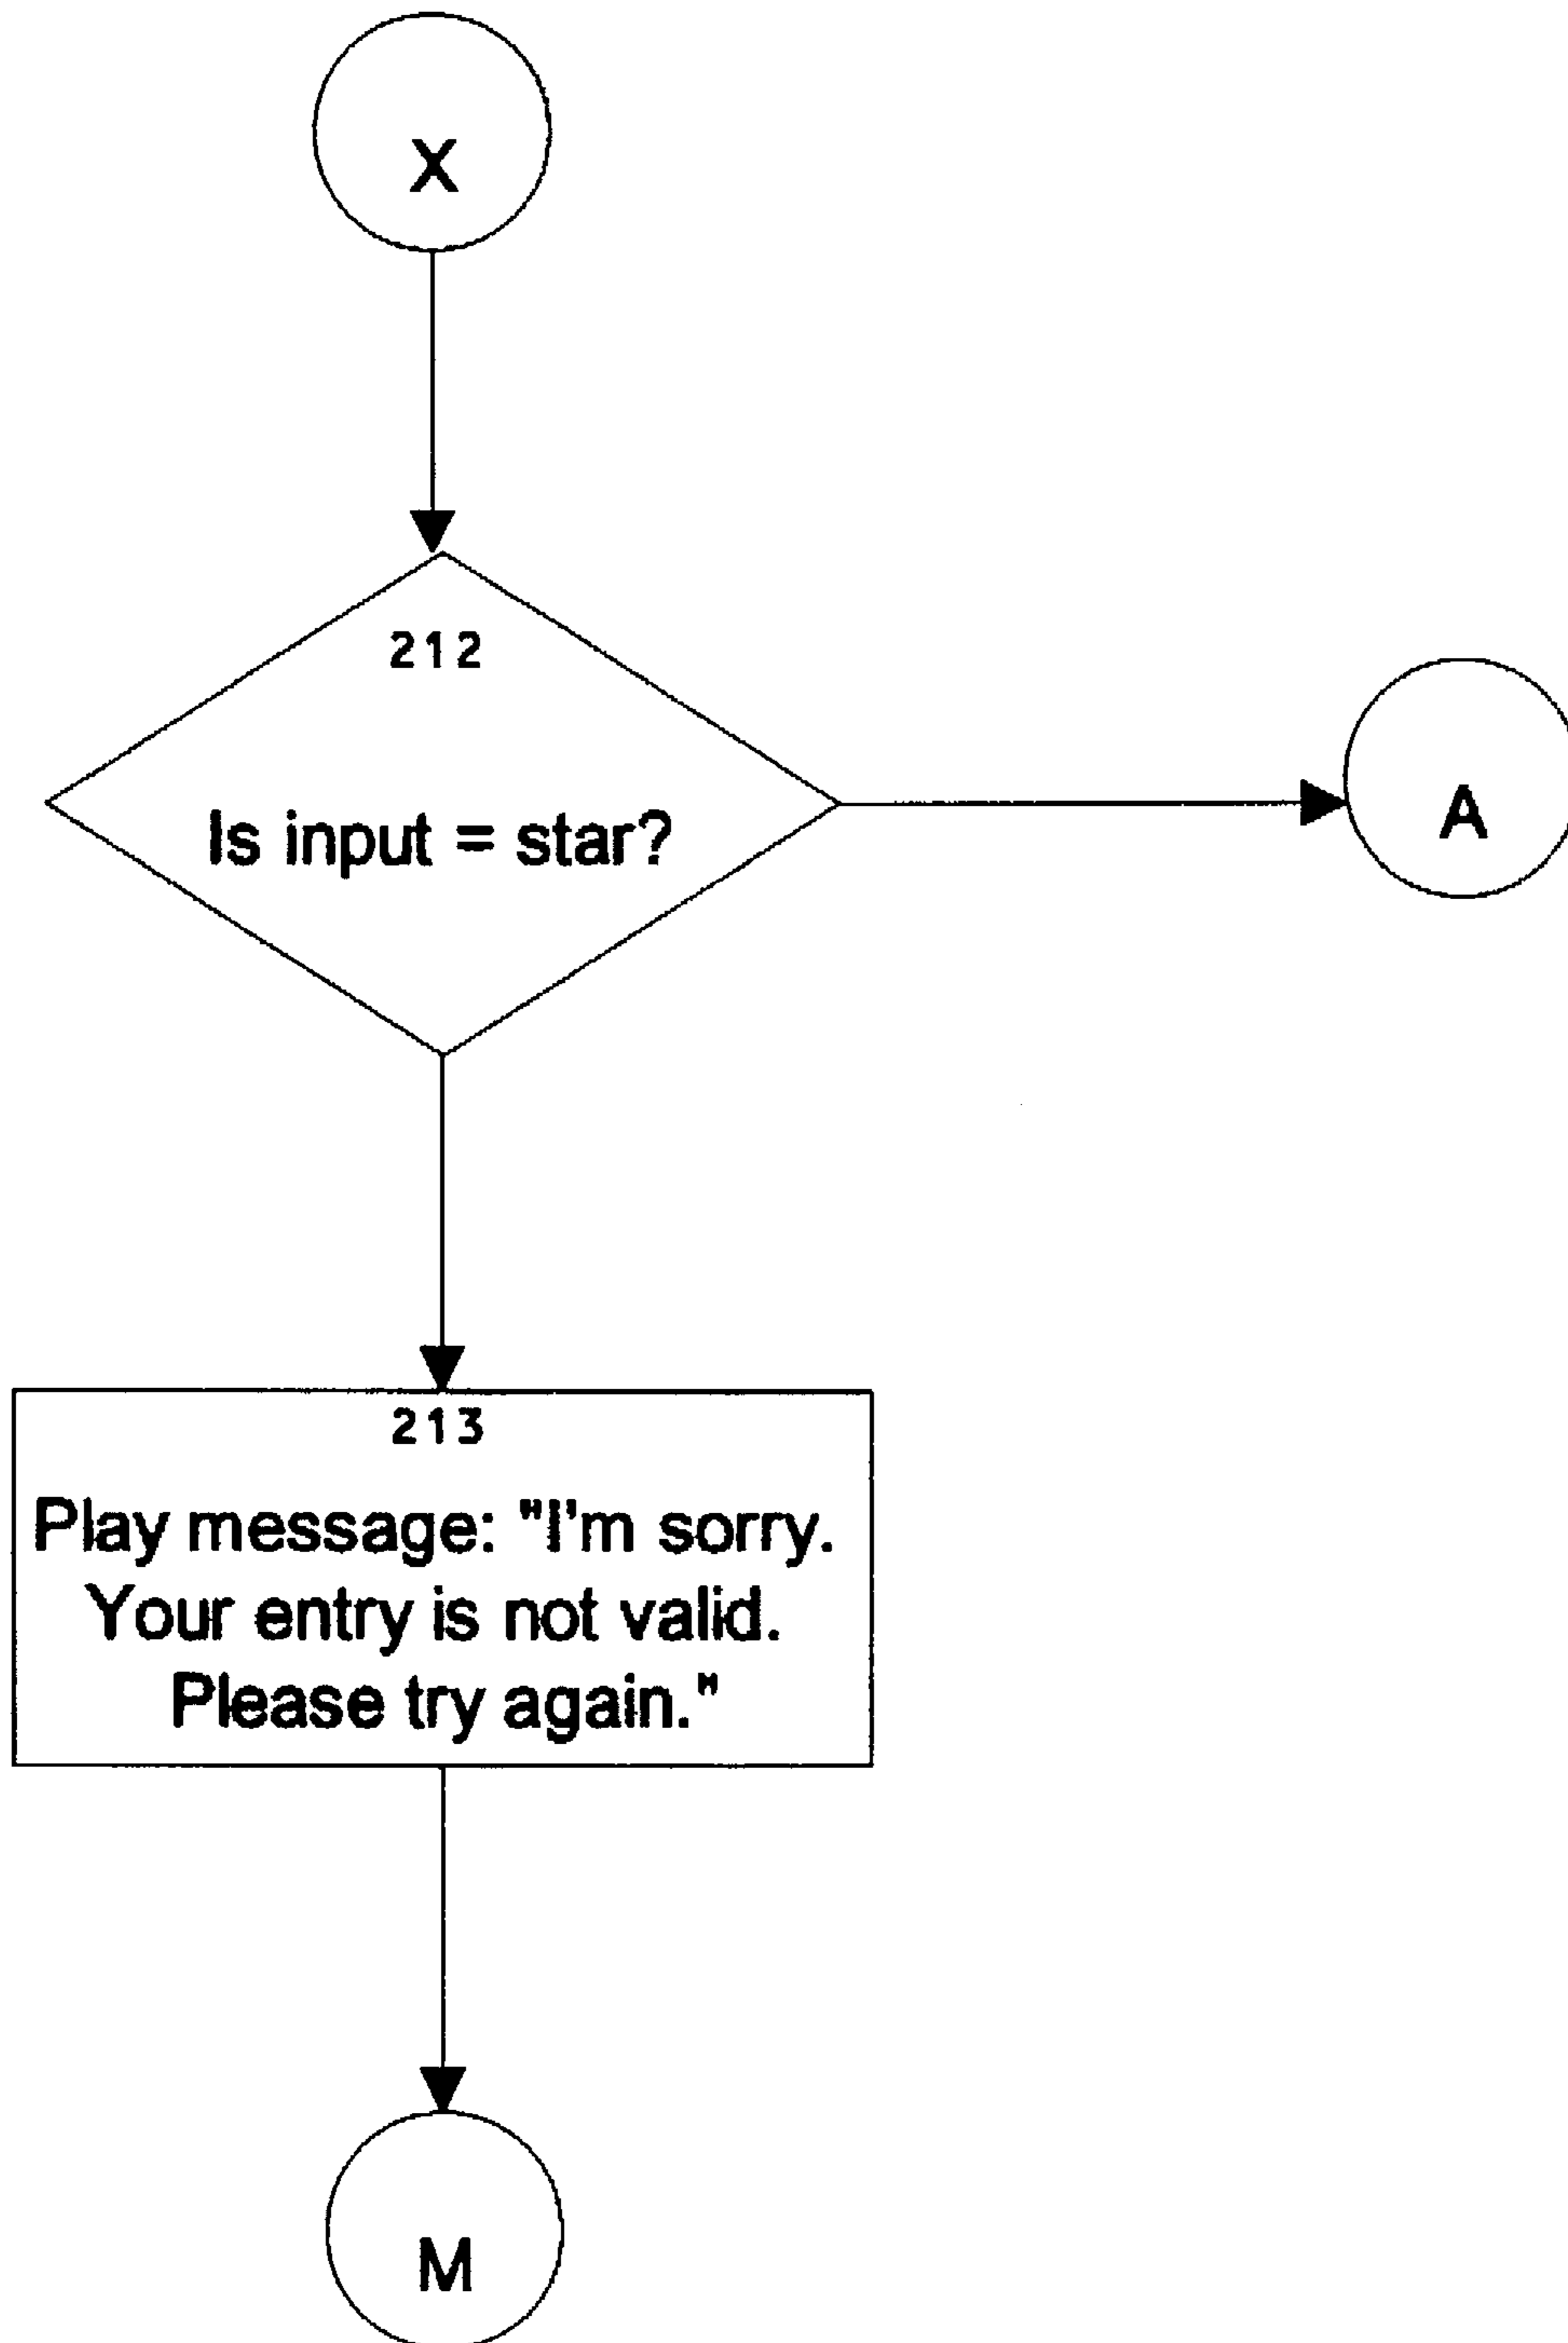 X
212
Is input = star?
A
213
Play message: "I'm sorry.
Your entry is not valid.
Please try again."
M